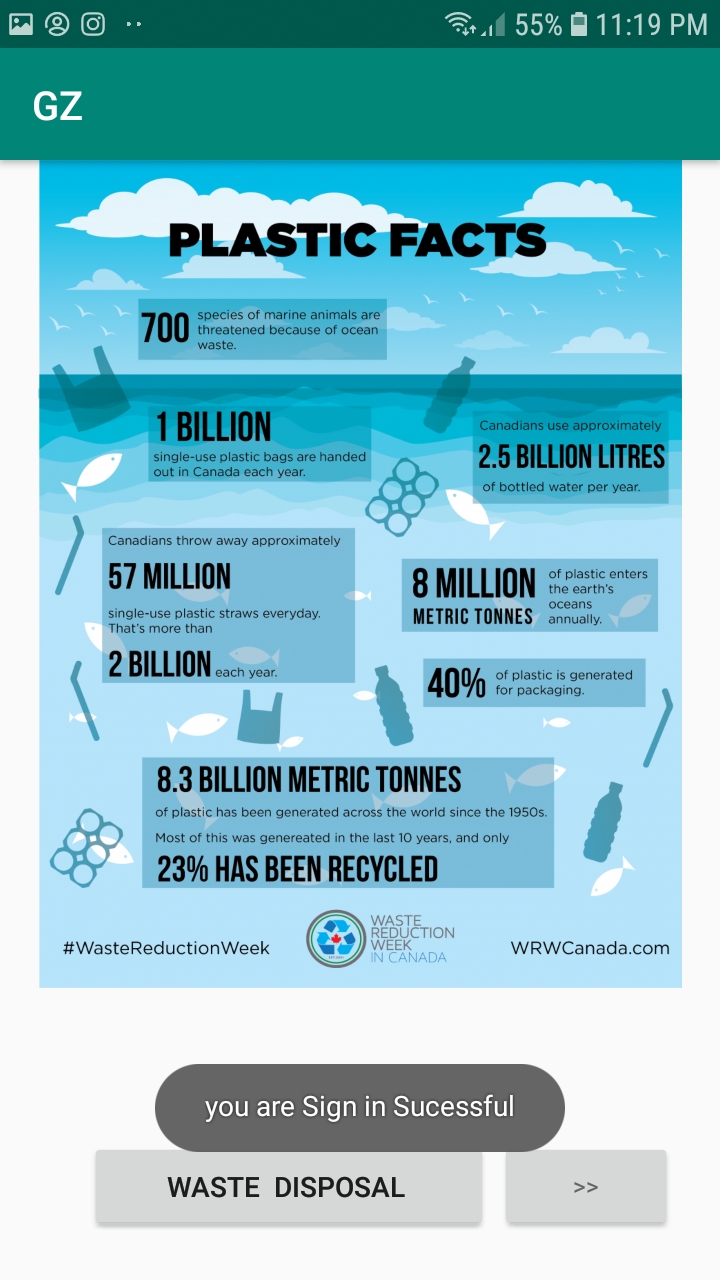 55% 11:19 PM
GZ
PLASTIC FACTS
700
species of marine animals are
threatened because of ocean
waste.
1 BILLION
single-use plastic bags are handed
out in Canada each year.
Canadians use approximately
2.5 BILLION LITRES
of bottled water per year.
Canadians throw away approximately
57 MILLION
single-use plastic straws everyday.
That's more than
2 BILLION each year.
8 MILLION
METRIC TONNES
of plastic enters
the earth's
oceans
annually.
40%
of plastic is generated
for packaging.
8.3 BILLION METRIC TONNES
of plastic has been generated across the world since the 1950s.
Most of this was genereated in the last 10 years, and only
23% HAS BEEN RECYCLED
#WasteReductionWeek
WASTE
REDUCTION
WEEK
IN CANADA
WRWCanada.com
you are Sign in Sucessful
WASTE DISPOSAL
>>